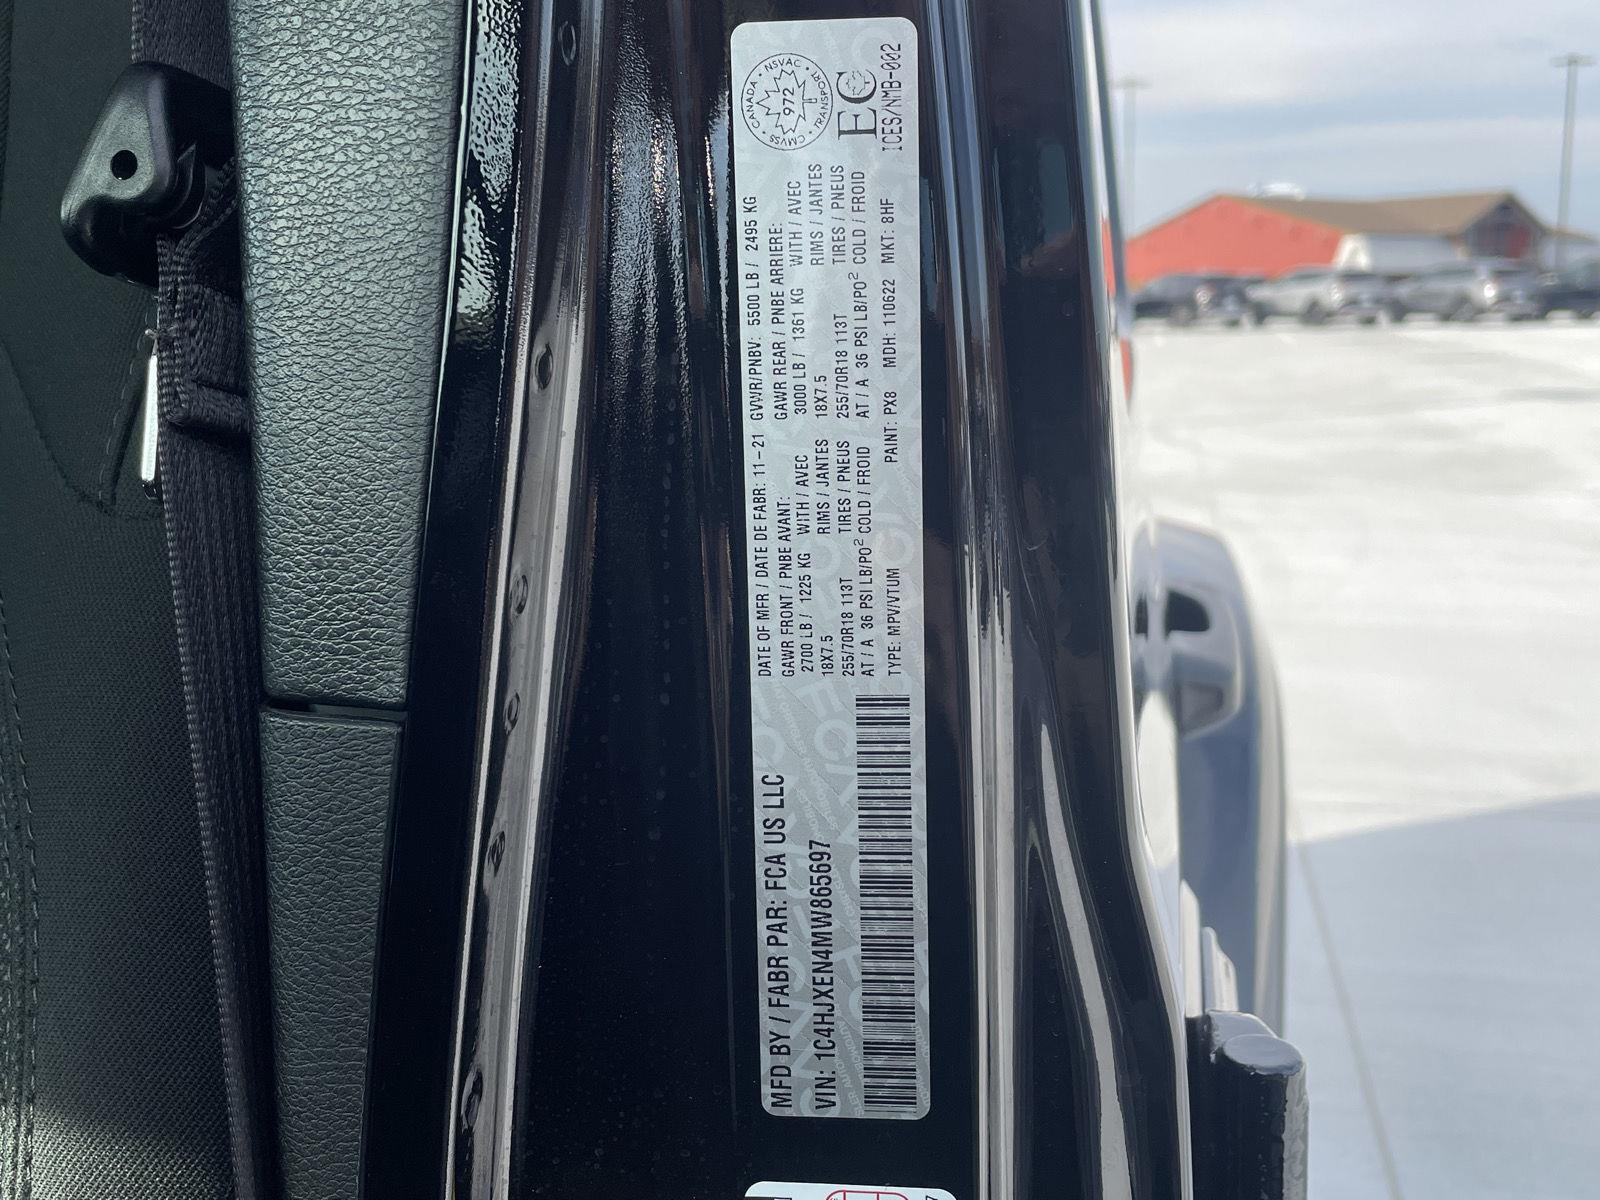 MFD BY / FABR PAR: FCA US LLC
VIN: 1C4HJXEN4MW865697
DATE OF MFR / DATE DE FABR: 11-21 GVWR/PNBV: 5500 LB / 2495 KG
GAWR FRONT / PNBE AVANT: GAWR REAR / PNBE ARRIERE:
2700 LB / 1225 KG WITH / AVEC 3000 LB / 1361 KG WITH / AVEC
18X7.5 RIMS / JANTES 18X7.5 RIMS / JANTES
255/70R18 113T TIRES / PNEUS 255/70R18 113T TIRES / PNEUS
AT / A 36 PSI LB/PO² COLD / FROID AT / A 36 PSI LB/PO² COLD / FROID
TYPE: MPV/VTUM PAINT: PX8 MDH: 110622 MKT: 8HF
CANADA • NSVAC • TRANSPORT • CMVSS •
972
EC
ICES/NMB-002